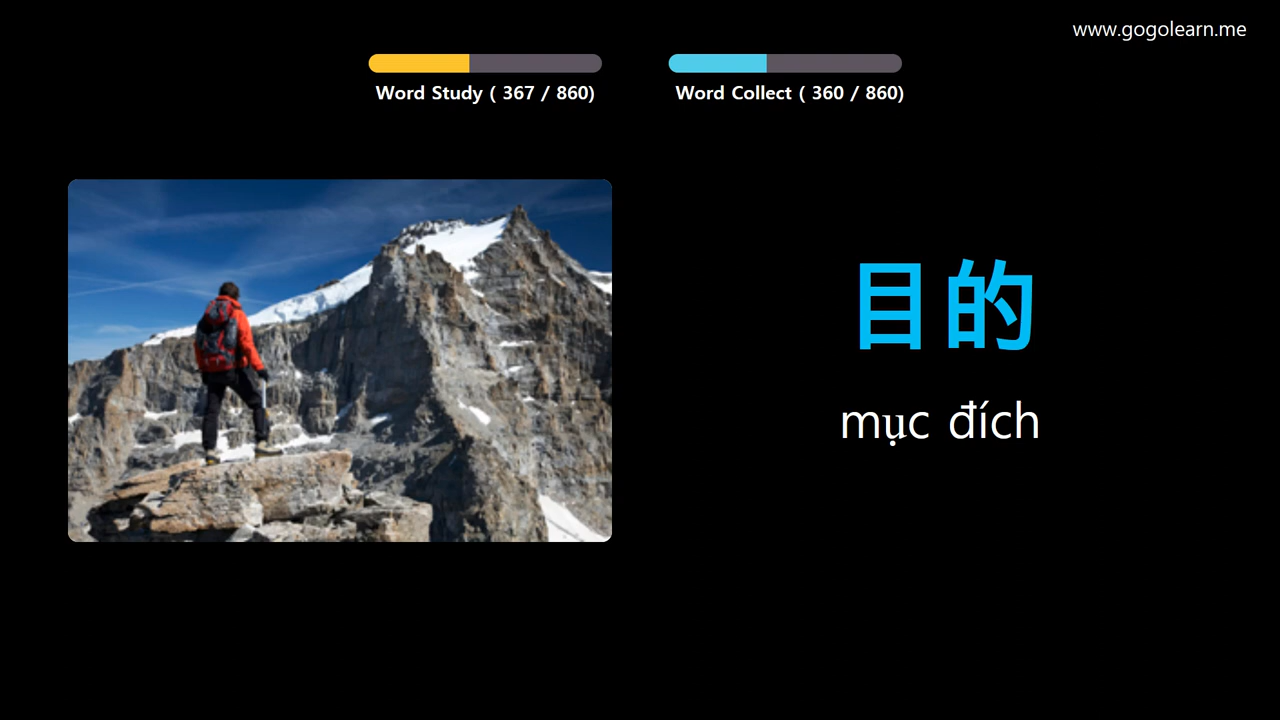 www.gogolearn.me
Word Study ( 367 / 860)
Word Collect ( 360 / 860)
目的
mục đích